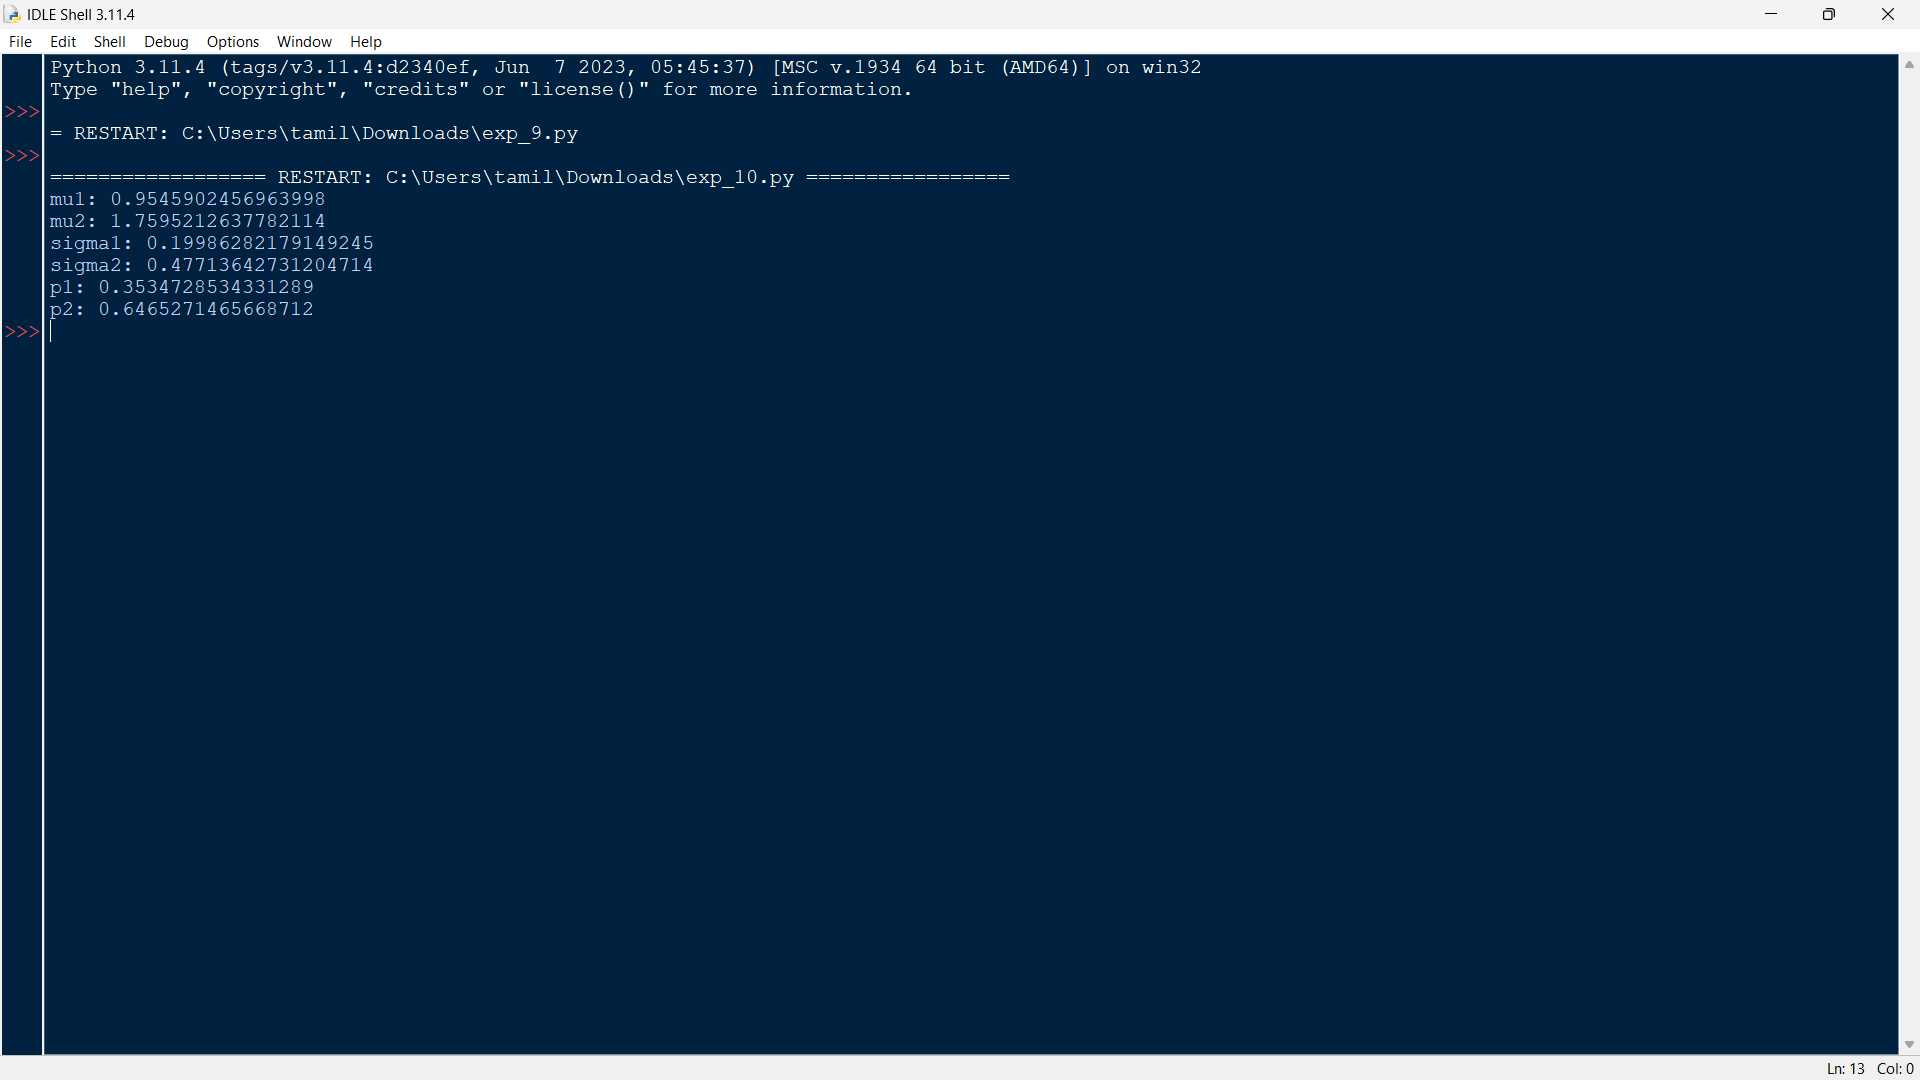 IDLE Shell 3.11.4
File Edit Shell Debug Options Window Help
Python 3.11.4 (tags/v3.11.4:d2340ef, Jun  7 2023, 05:45:37) [MSC v.1934 64 bit (AMD64)] on win32
Type "help", "copyright", "credits" or "license()" for more information.
>>>
= RESTART: C:\Users\tamil\Downloads\exp_9.py
>>>
================== RESTART: C:\Users\tamil\Downloads\exp_10.py =================
mu1: 0.9545902456963998
mu2: 1.7595212637782114
sigma1: 0.19986282179149245
sigma2: 0.47713642731204714
p1: 0.3534728534331289
p2: 0.6465271465668712
>>>
Ln: 13 Col: 0